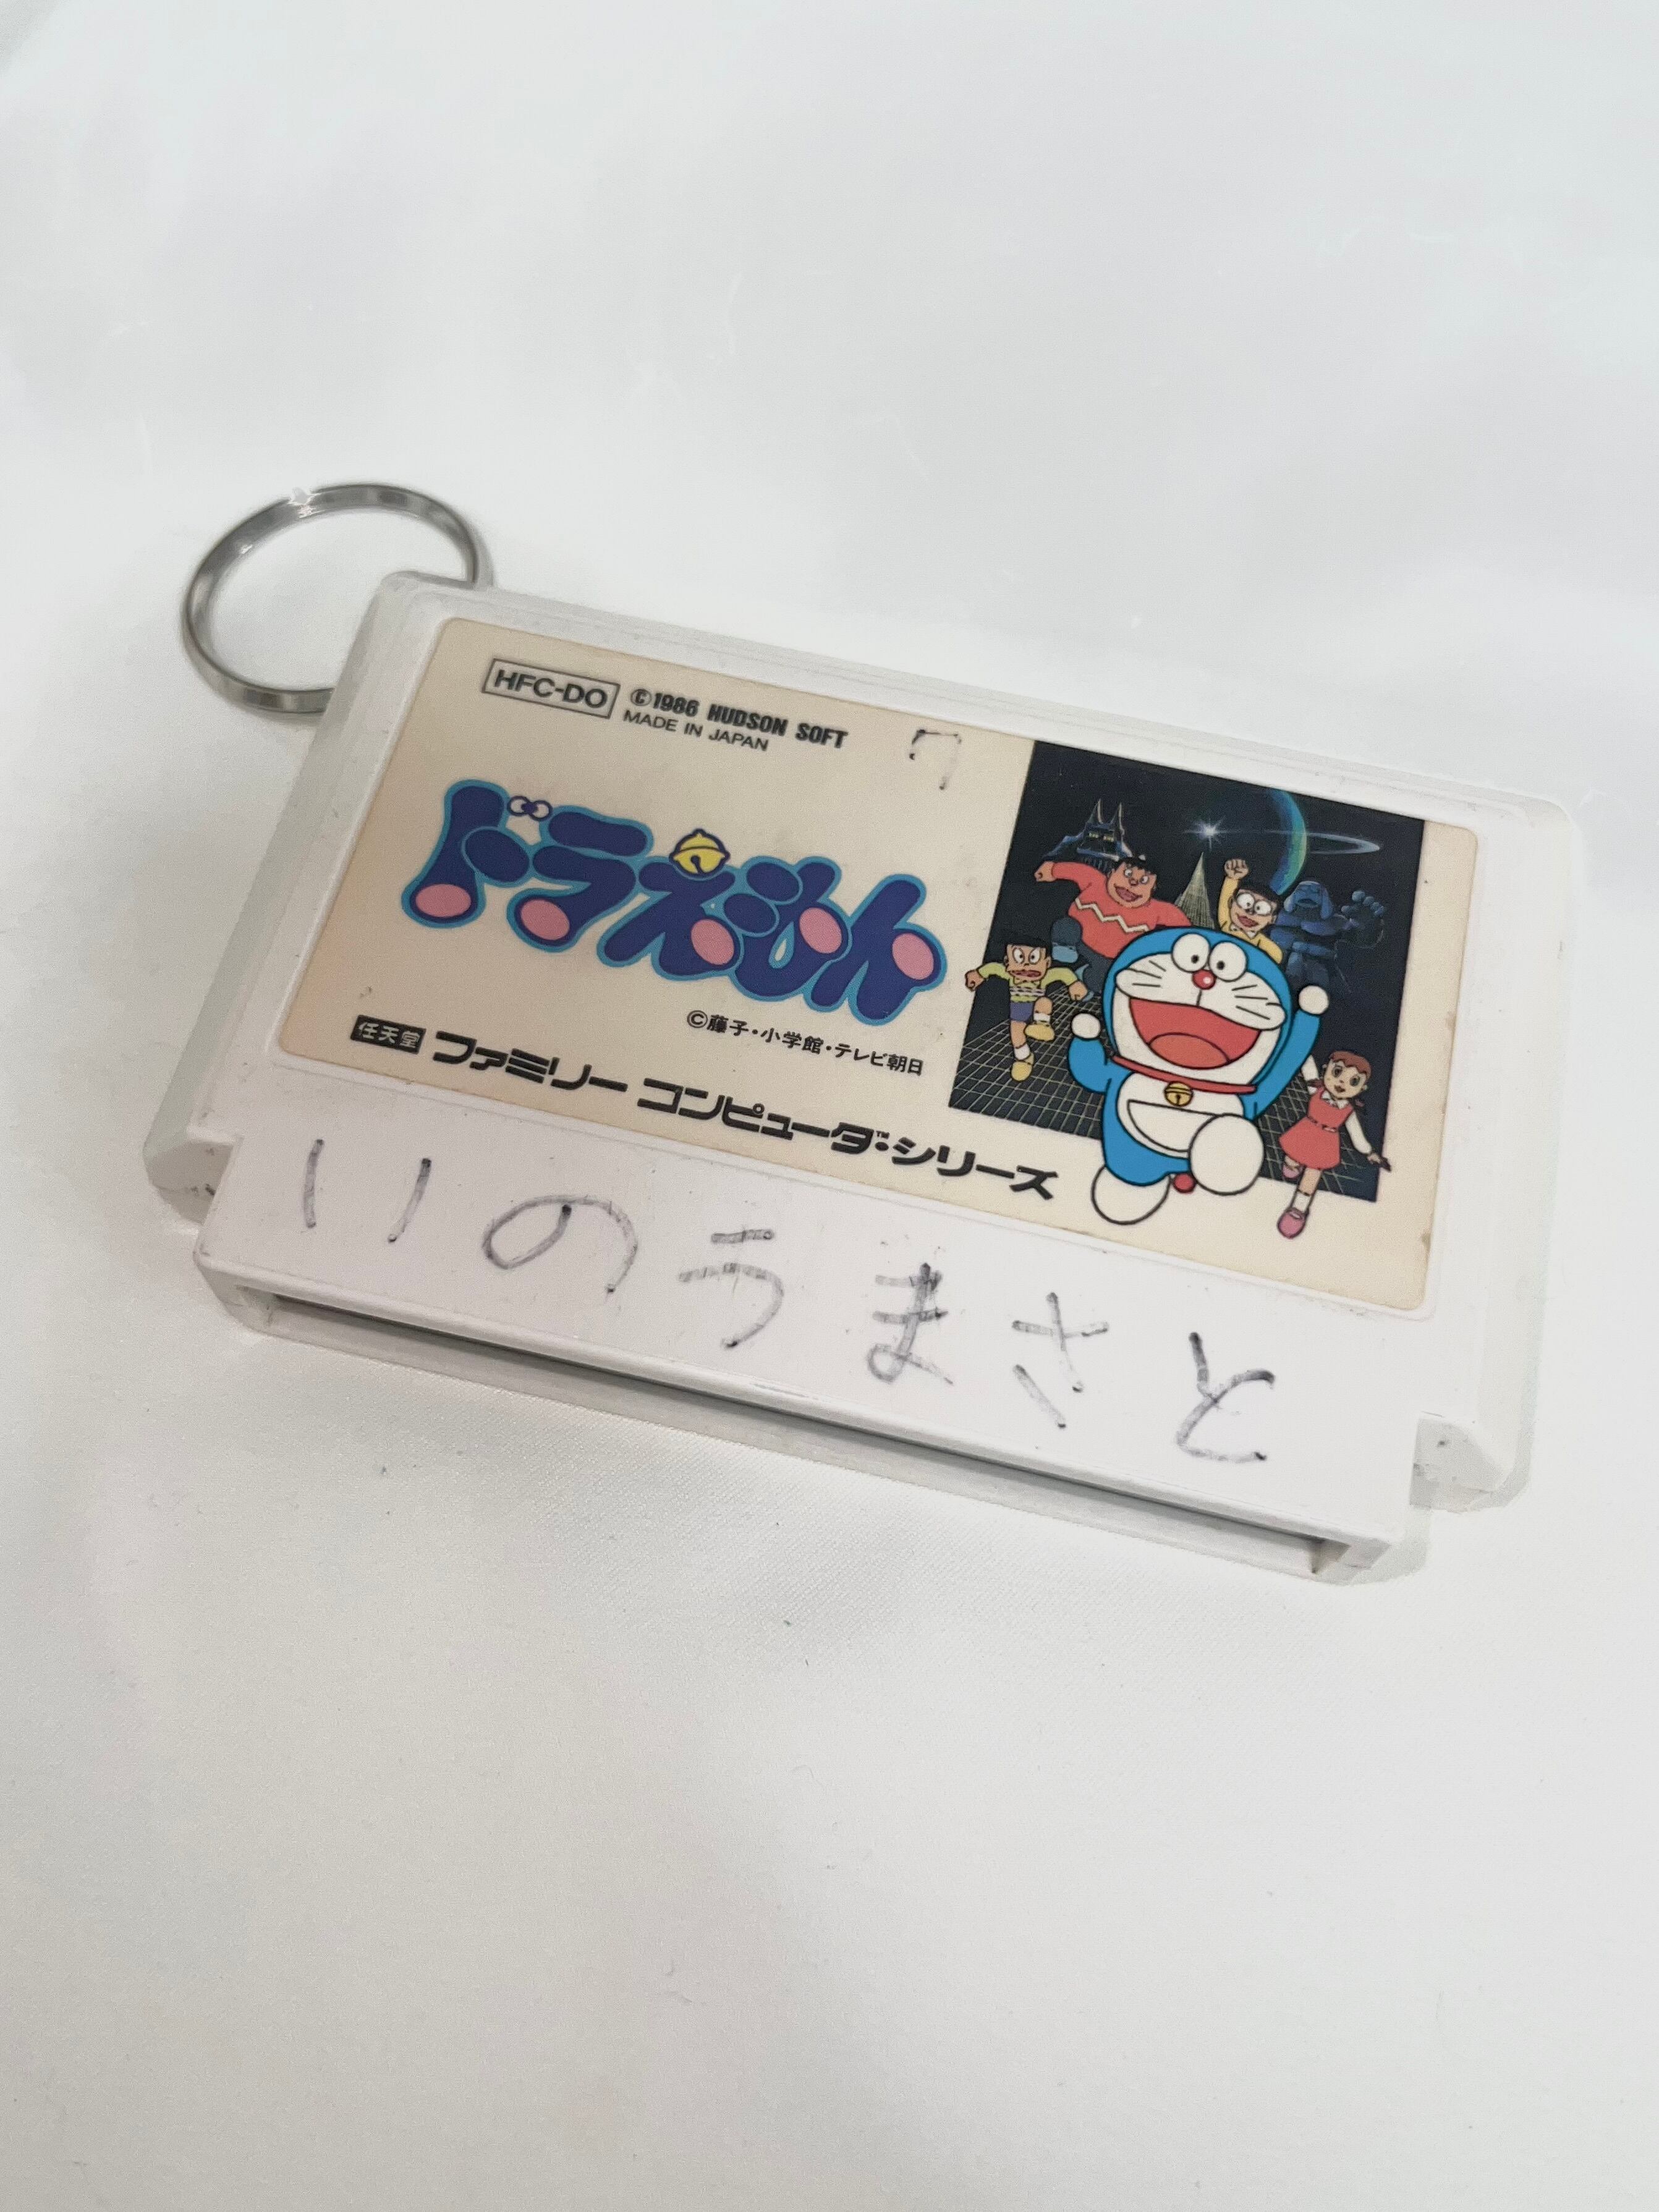 HFC-DO
©1986 HUDSON SOFT
MADE IN JAPAN
ドラえもん
©藤子・小学館・テレビ朝日
任天堂 ファミリー コンピュータ™・シリーズ
いのうまさと